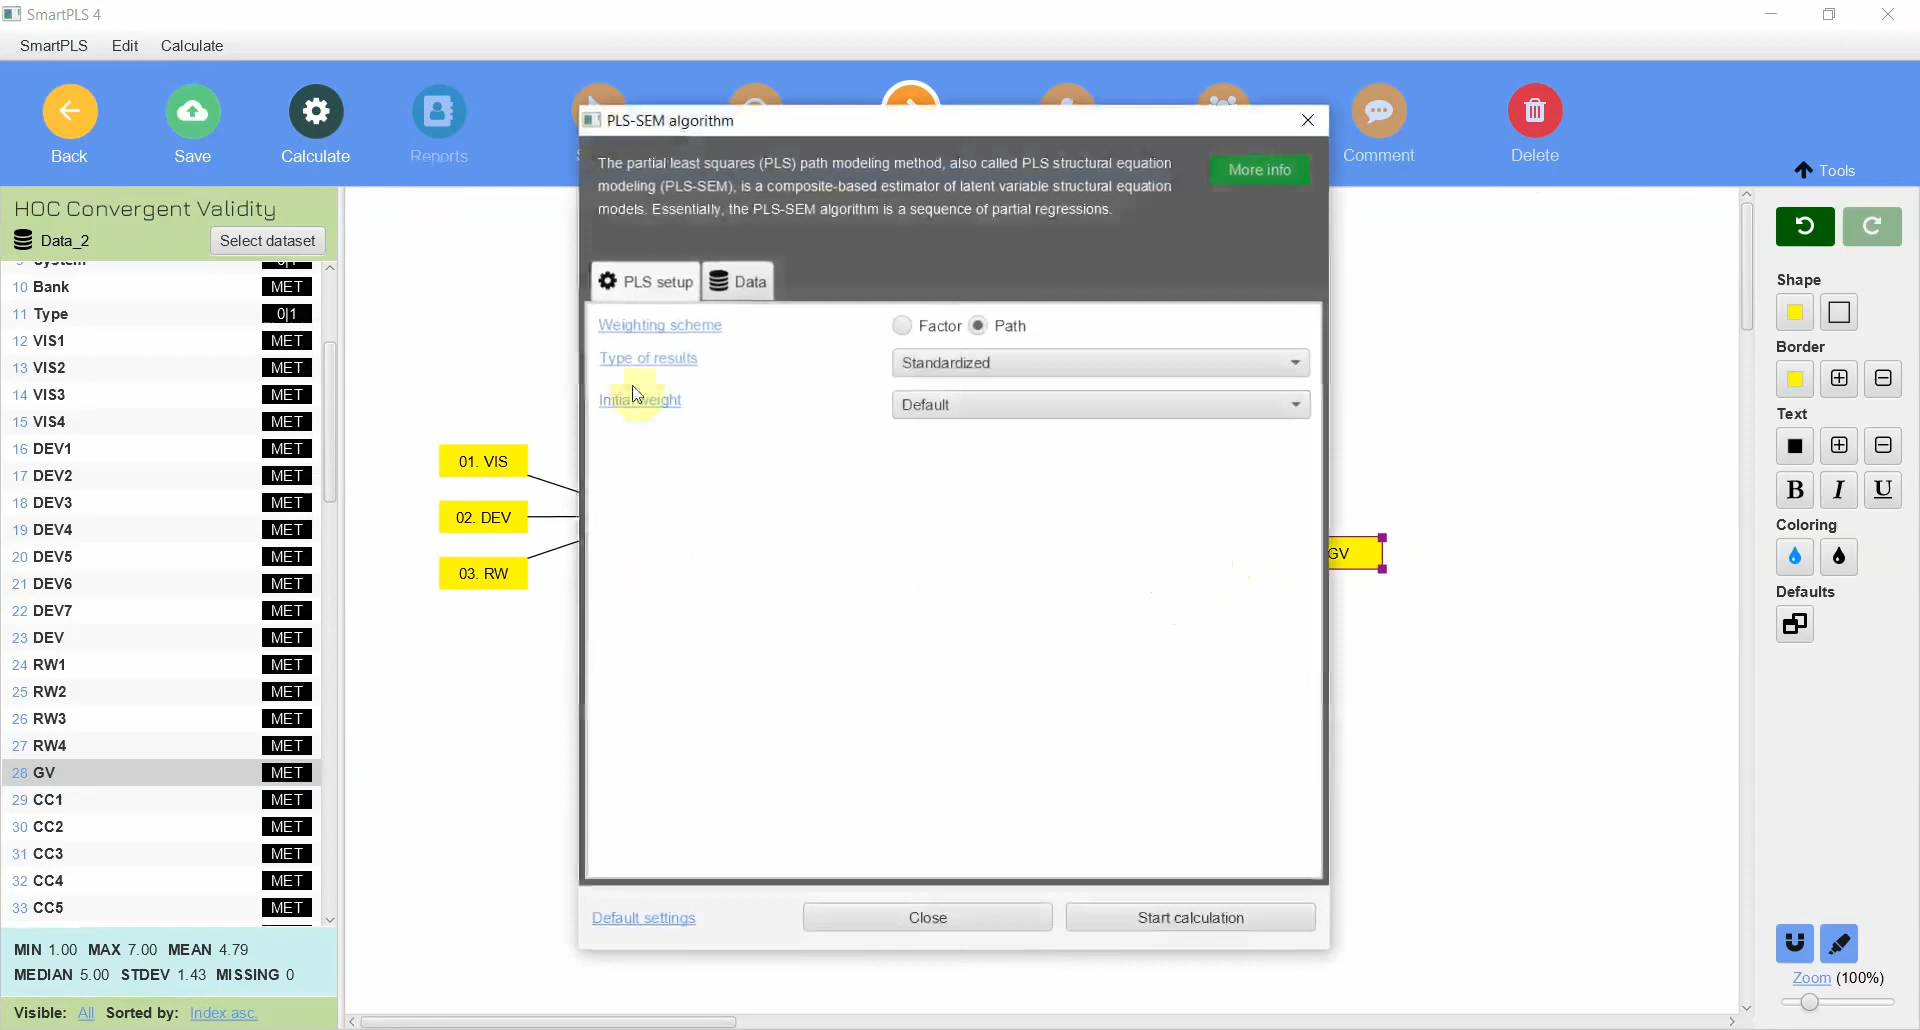 SmartPLS 4
SmartPLS Edit Calculate
Back
Save
Calculate
Reports
Comment
Delete
Tools
PLS-SEM algorithm
The partial least squares (PLS) path modeling method, also called PLS structural equation
modeling (PLS-SEM), is a composite-based estimator of latent variable structural equation
models. Essentially, the PLS-SEM algorithm is a sequence of partial regressions.
More info
PLS setup
Data
Weighting scheme
Factor
Path
Type of results
Standardized
Initial weight
Default
Default settings
Close
Start calculation
HOC Convergent Validity
Data_2
Select dataset
10 Bank MET
11 Type 0|1
12 VIS1 MET
13 VIS2 MET
14 VIS3 MET
15 VIS4 MET
16 DEV1 MET
17 DEV2 MET
18 DEV3 MET
19 DEV4 MET
20 DEV5 MET
21 DEV6 MET
22 DEV7 MET
23 DEV MET
24 RW1 MET
25 RW2 MET
26 RW3 MET
27 RW4 MET
28 GV MET
29 CC1 MET
30 CC2 MET
31 CC3 MET
32 CC4 MET
33 CC5 MET
MIN 1.00 MAX 7.00 MEAN 4.79
MEDIAN 5.00 STDEV 1.43 MISSING 0
Visible: All Sorted by: Index asc.
01. VIS
02. DEV
03. RW
GV
Shape
Border
Text
B I U
Coloring
Defaults
Zoom (100%)